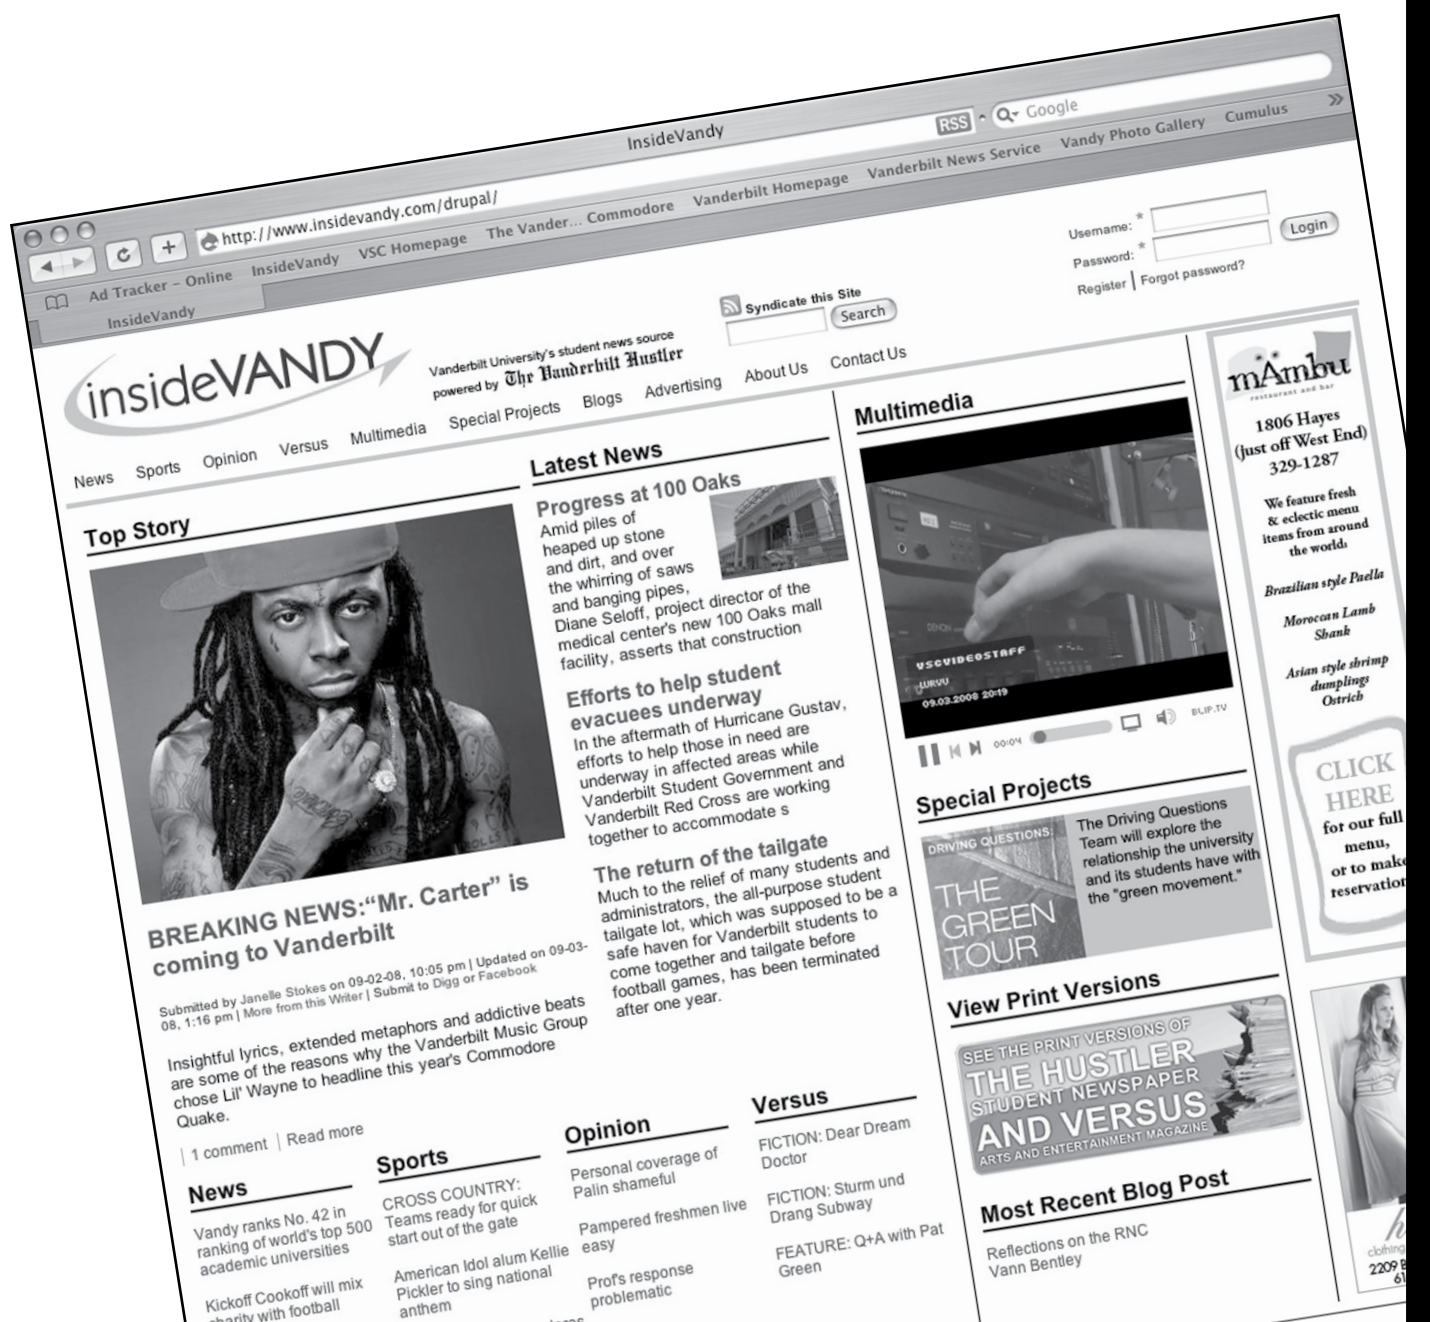 InsideVandy
http://www.insidevandy.com/drupal/
RSS
Google
Ad Tracker – Online
InsideVandy
VSC Homepage
The Vander... Commodore
Vanderbilt Homepage
Vanderbilt News Service
Vandy Photo Gallery
Cumulus
InsideVandy
insideVANDY
Vanderbilt University's student news source
powered by The Vanderbilt Hustler
Syndicate this Site
Search
Username: *
Password: *
Login
Register | Forgot password?
News
Sports
Opinion
Versus
Multimedia
Special Projects
Blogs
Advertising
About Us
Contact Us
Top Story
BREAKING NEWS:“Mr. Carter” is
coming to Vanderbilt
Submitted by Janelle Stokes on 09-02-08, 10:05 pm | Updated on 09-03-
08, 1:16 pm | More from this Writer | Submit to Digg or Facebook
Insightful lyrics, extended metaphors and addictive beats
are some of the reasons why the Vanderbilt Music Group
chose Lil' Wayne to headline this year's Commodore
Quake.
1 comment | Read more
Latest News
Progress at 100 Oaks
Amid piles of
heaped up stone
and dirt, and over
the whirring of saws
and banging pipes,
Diane Seloff, project director of the
medical center's new 100 Oaks mall
facility, asserts that construction
Efforts to help student
evacuees underway
In the aftermath of Hurricane Gustav,
efforts to help those in need are
underway in affected areas while
Vanderbilt Student Government and
Vanderbilt Red Cross are working
together to accommodate s
The return of the tailgate
Much to the relief of many students and
administrators, the all-purpose student
tailgate lot, which was supposed to be a
safe haven for Vanderbilt students to
come together and tailgate before
football games, has been terminated
after one year.
Multimedia
DENON
VSCVIDEOSTAFF
WRVU
09.03.2008 20:19
00:04
BLIP.TV
Special Projects
DRIVING QUESTIONS:
THE
GREEN
TOUR
The Driving Questions
Team will explore the
relationship the university
and its students have with
the "green movement."
View Print Versions
SEE THE PRINT VERSIONS OF
THE HUSTLER
STUDENT NEWSPAPER
AND VERSUS
ARTS AND ENTERTAINMENT MAGAZINE
Most Recent Blog Post
Reflections on the RNC
Vann Bentley
News
Vandy ranks No. 42 in
ranking of world's top 500
academic universities
Kickoff Cookoff will mix
charity with football
Sports
CROSS COUNTRY:
Teams ready for quick
start out of the gate
American Idol alum Kellie
Pickler to sing national
anthem
Opinion
Personal coverage of
Palin shameful
Pampered freshmen live
easy
Prof's response
problematic
Versus
FICTION: Dear Dream
Doctor
FICTION: Sturm und
Drang Subway
FEATURE: Q+A with Pat
Green
mAmbu
restaurant and bar
1806 Hayes
(just off West End)
329-1287
We feature fresh
& eclectic menu
items from around
the world:
Brazilian style Paella
Moroccan Lamb
Shank
Asian style shrimp
dumplings
Ostrich
CLICK
HERE
for our full
menu,
or to make
reservation
clothing
2209 B
61